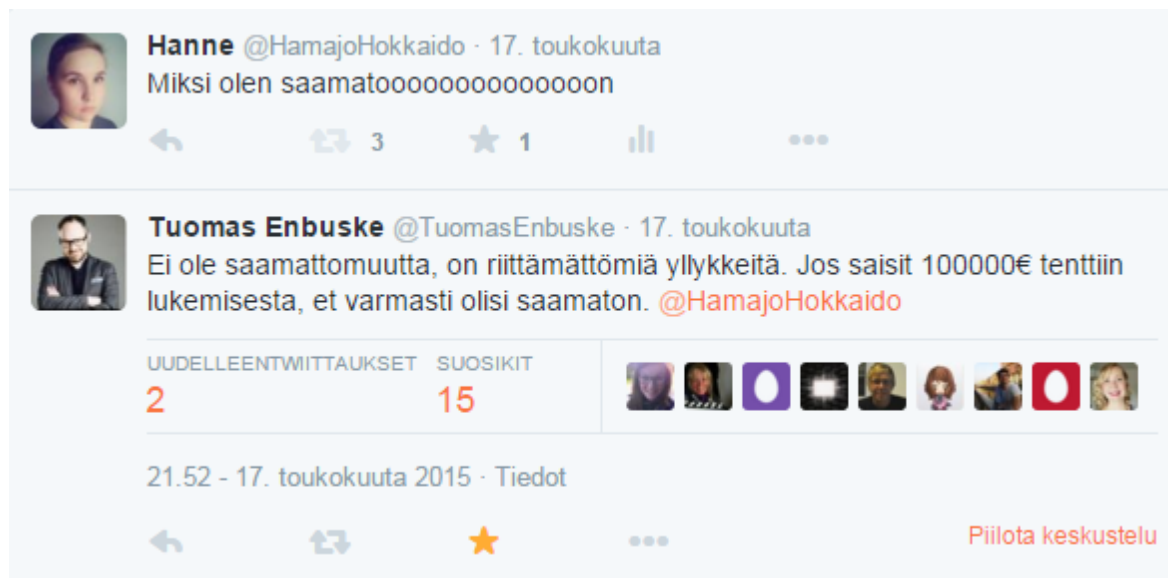 Hanne @HamajoHokkaido · 17. toukokuuta
Miksi olen saamatooooooooooooooon
3 1
Tuomas Enbuske @TuomasEnbuske · 17. toukokuuta
Ei ole saamattomuutta, on riittämättömiä yllykkeitä. Jos saisit 100000€ tenttiin
lukemisesta, et varmasti olisi saamaton. @HamajoHokkaido
UUDELLEENTWIITTAUKSET SUOSIKIT
2 15
21.52 - 17. toukokuuta 2015 · Tiedot
Piilota keskustelu